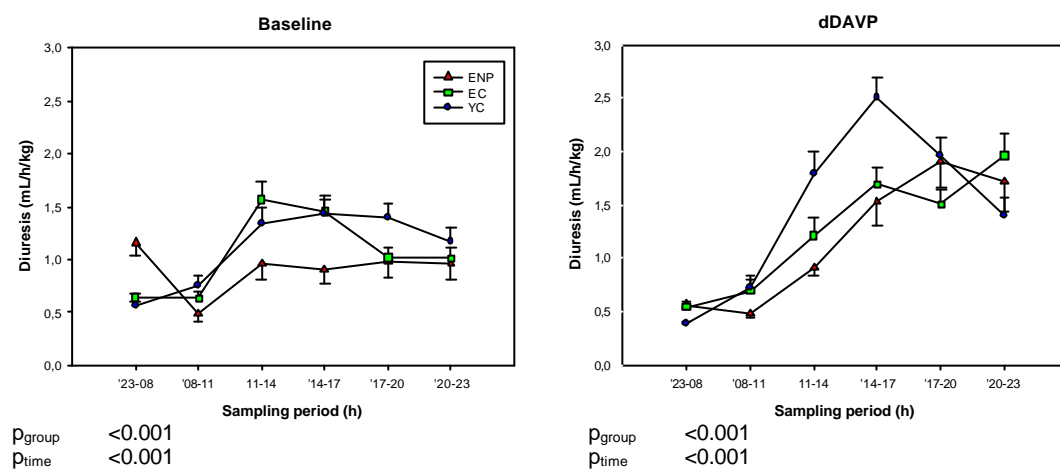 Baseline
3,0
2,5
2,0
1,5
1,0
0,5
0,0
Diuresis (mL/h/kg)
ENP
EC
YC
'23-08
'08-11
11-14
'14-17
'17-20
'20-23
Sampling period (h)
pgroup <0.001
ptime <0.001
dDAVP
3,0
2,5
2,0
1,5
1,0
0,5
0,0
Diuresis (mL/h/kg)
'23-08
'08-11
11-14
'14-17
'17-20
'20-23
Sampling period (h)
pgroup <0.001
ptime <0.001